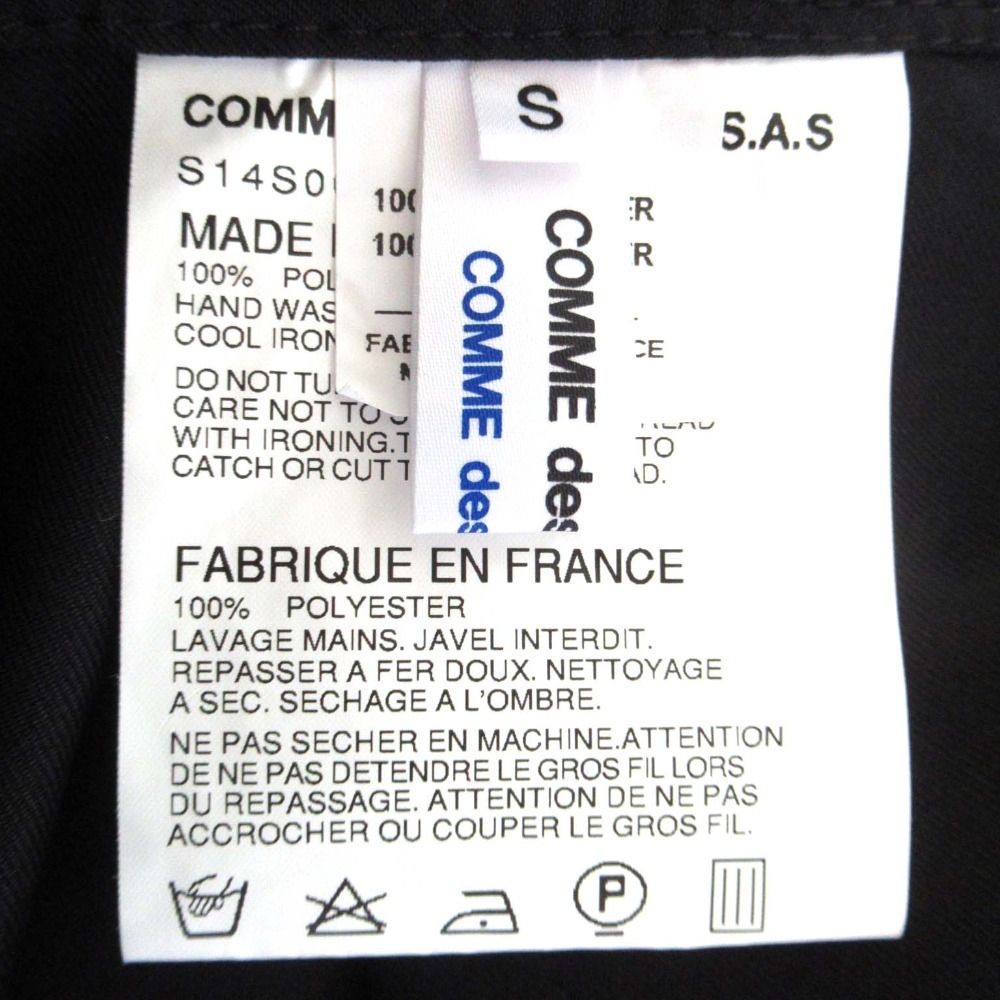 COMM
S.A.S
S14S0
MADE
100% POL
HAND WAS
COOL IRON
DO NOT TU
CARE NOT TO
WITH IRONING.T
CATCH OR CUT T
TO
AD.
100
100
FAB
ER
R
CE
S
COMME des
COMME des
FABRIQUE EN FRANCE
100% POLYESTER
LAVAGE MAINS. JAVEL INTERDIT.
REPASSER A FER DOUX. NETTOYAGE
A SEC. SECHAGE A L'OMBRE.
NE PAS SECHER EN MACHINE.ATTENTION
DE NE PAS DETENDRE LE GROS FIL LORS
DU REPASSAGE. ATTENTION DE NE PAS
ACCROCHER OU COUPER LE GROS FIL.
P